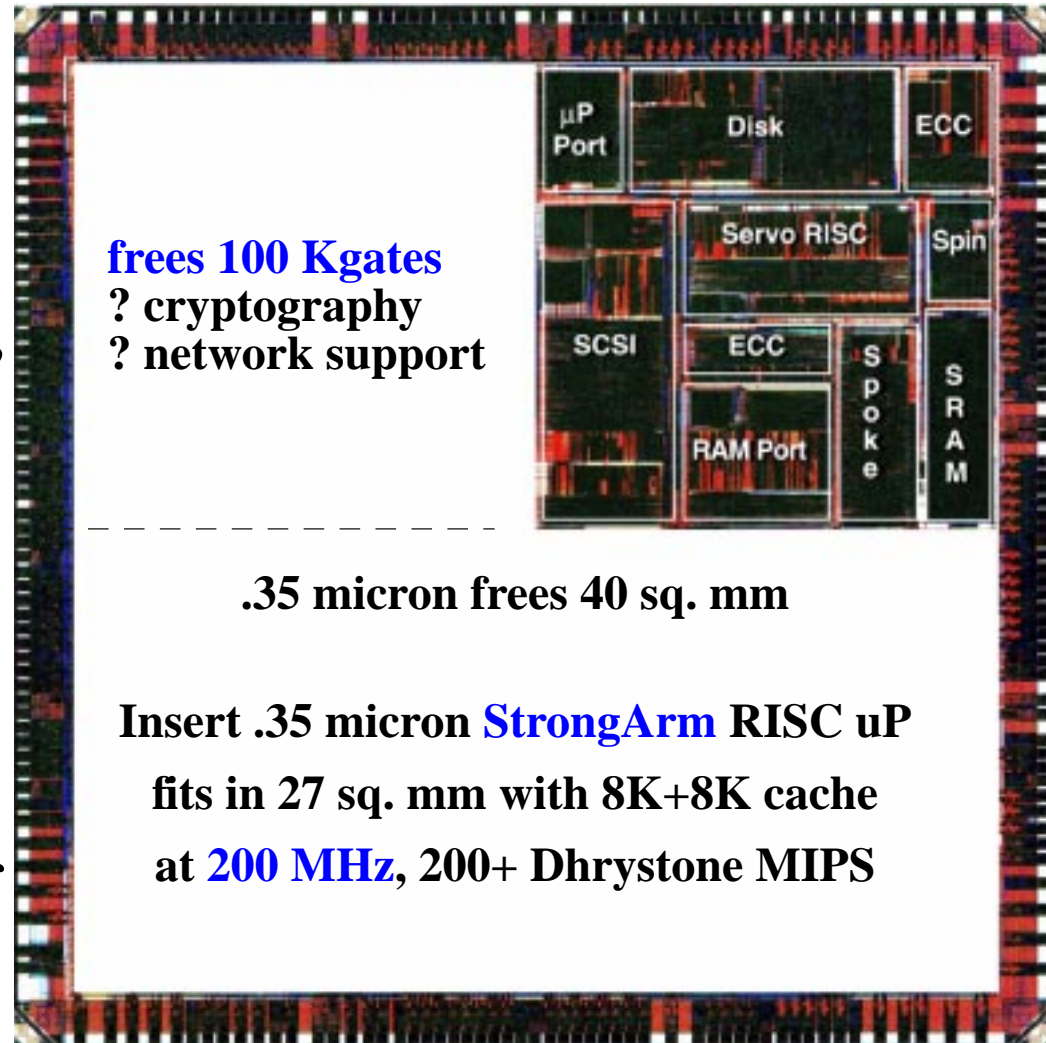 μP
Port
Disk
ECC
Servo RISC
Spin
SCSI
ECC
Spoke
SRAM
RAM Port
frees 100 Kgates
? cryptography
? network support
.35 micron frees 40 sq. mm
Insert .35 micron StrongArm RISC uP
fits in 27 sq. mm with 8K+8K cache
at 200 MHz, 200+ Dhrystone MIPS